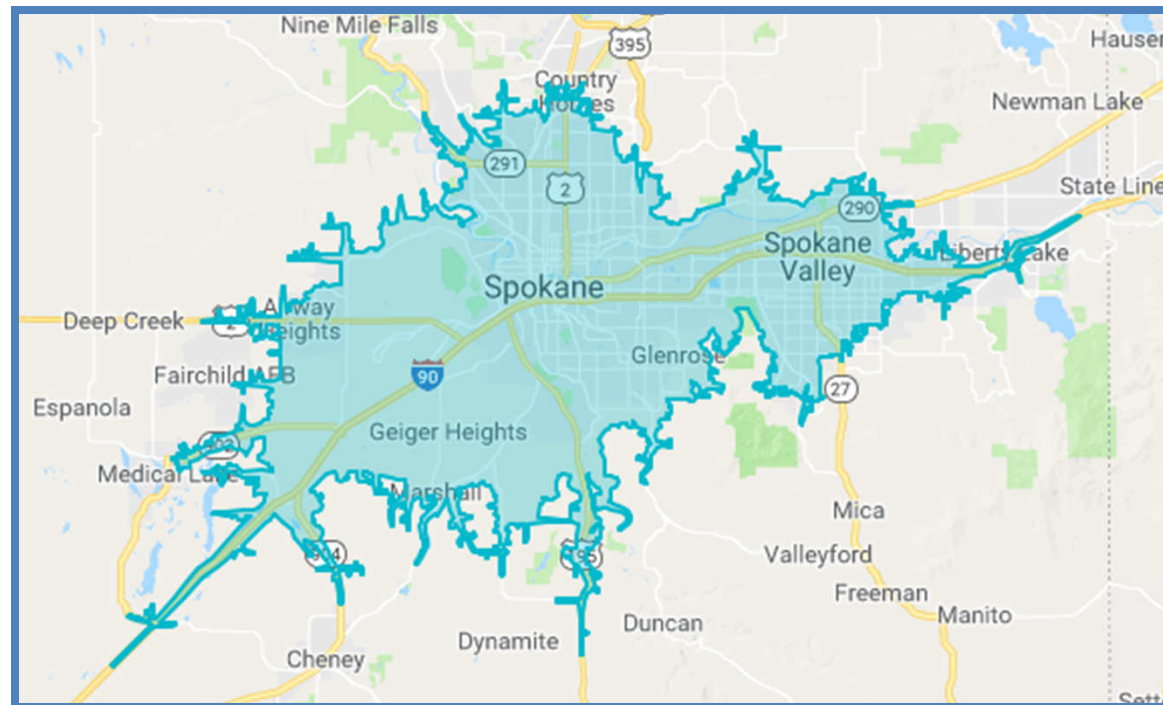 Nine Mile Falls
395
Hauser
Country
Homes
Newman Lake
291
2
State Line
290
Spokane
Valley
Liberty Lake
Spokane
Airway
Heights
Deep Creek
2
Glenrose
Fairchild AFB
90
27
Espanola
Geiger Heights
902
Medical Lake
Marshall
Mica
904
195
Valleyford
Freeman
Manito
Duncan
Dynamite
Cheney